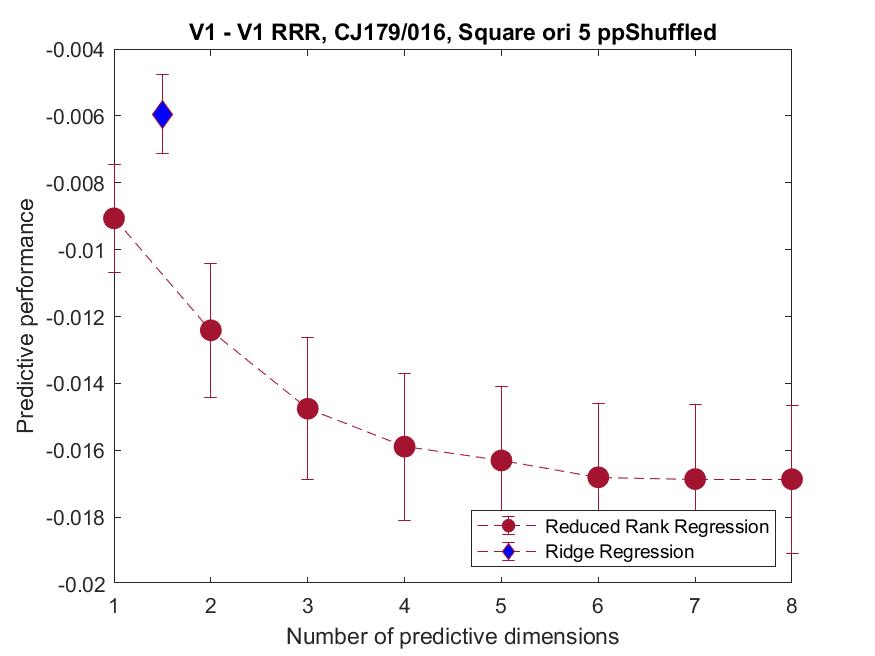 V1 - V1 RRR, CJ179/016, Square ori 5 ppShuffled
-0.004
-0.006
-0.008
-0.01
-0.012
-0.014
-0.016
-0.018
-0.02
Predictive performance
Reduced Rank Regression
Ridge Regression
1 2 3 4 5 6 7 8
Number of predictive dimensions